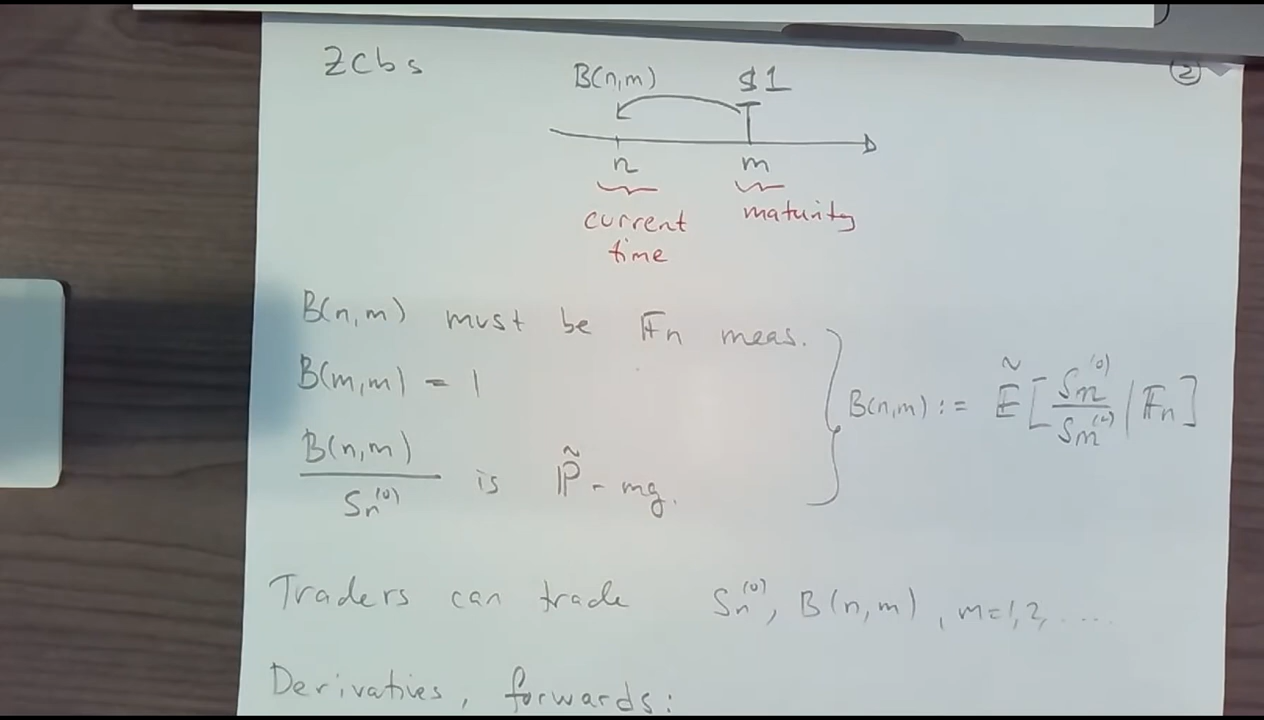 Zcbs B(n,m) $1 ②
n m
current maturity
time
B(n,m) must be 𝔽n meas.
B(m,m) = 1
B(n,m) := Ẽ[Sn⁽⁰⁾/Sm⁽⁰⁾ | 𝔽n]
B(n,m)/Sn⁽⁰⁾ is P̃ - mg.
Traders can trade Sn⁽⁰⁾, B(n,m), m=1,2, ....
Derivaties, forwards: